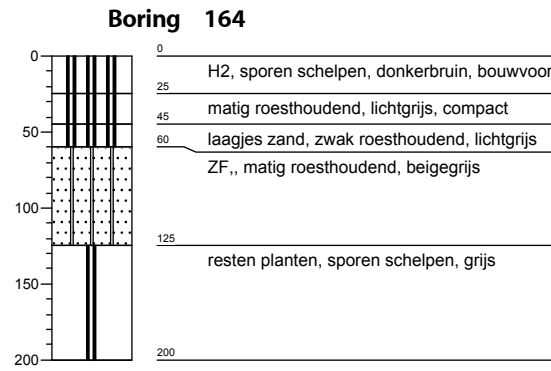 Boring 164
0
0
H2, sporen schelpen, donkerbruin, bouwvoor
25
matig roesthoudend, lichtgrijs, compact
45
50
laagjes zand, zwak roesthoudend, lichtgrijs
60
ZF,, matig roesthoudend, beigegrijs
100
125
resten planten, sporen schelpen, grijs
150
200
200